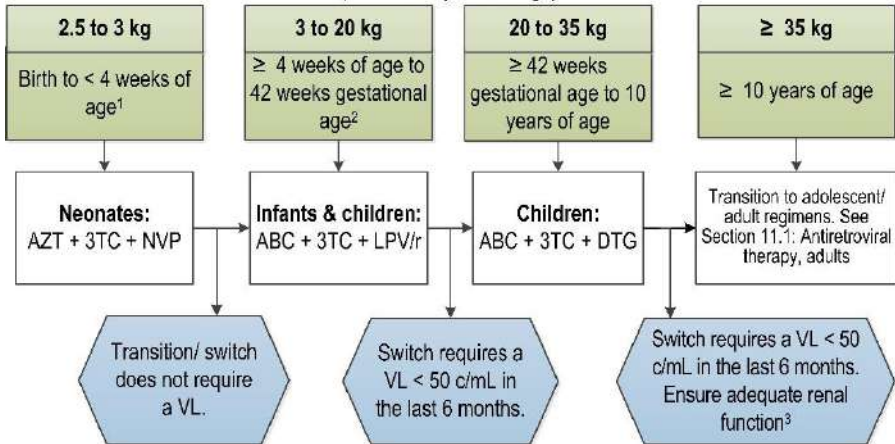 2.5 to 3 kg
Birth to < 4 weeks of
age¹
3 to 20 kg
≥ 4 weeks of age to
42 weeks gestational
age²
20 to 35 kg
≥ 42 weeks
gestational age to 10
years of age
≥ 35 kg
≥ 10 years of age
Neonates:
AZT + 3TC + NVP
Infants & children:
ABC + 3TC + LPV/r
Children:
ABC + 3TC + DTG
Transition to adolescent/
adult regimens. See
Section 11.1: Antiretroviral
therapy, adults
Transition/ switch
does not require
a VL.
Switch requires a
VL < 50 c/mL in
the last 6 months.
Switch requires a VL < 50
c/mL in the last 6 months.
Ensure adequate renal
function³